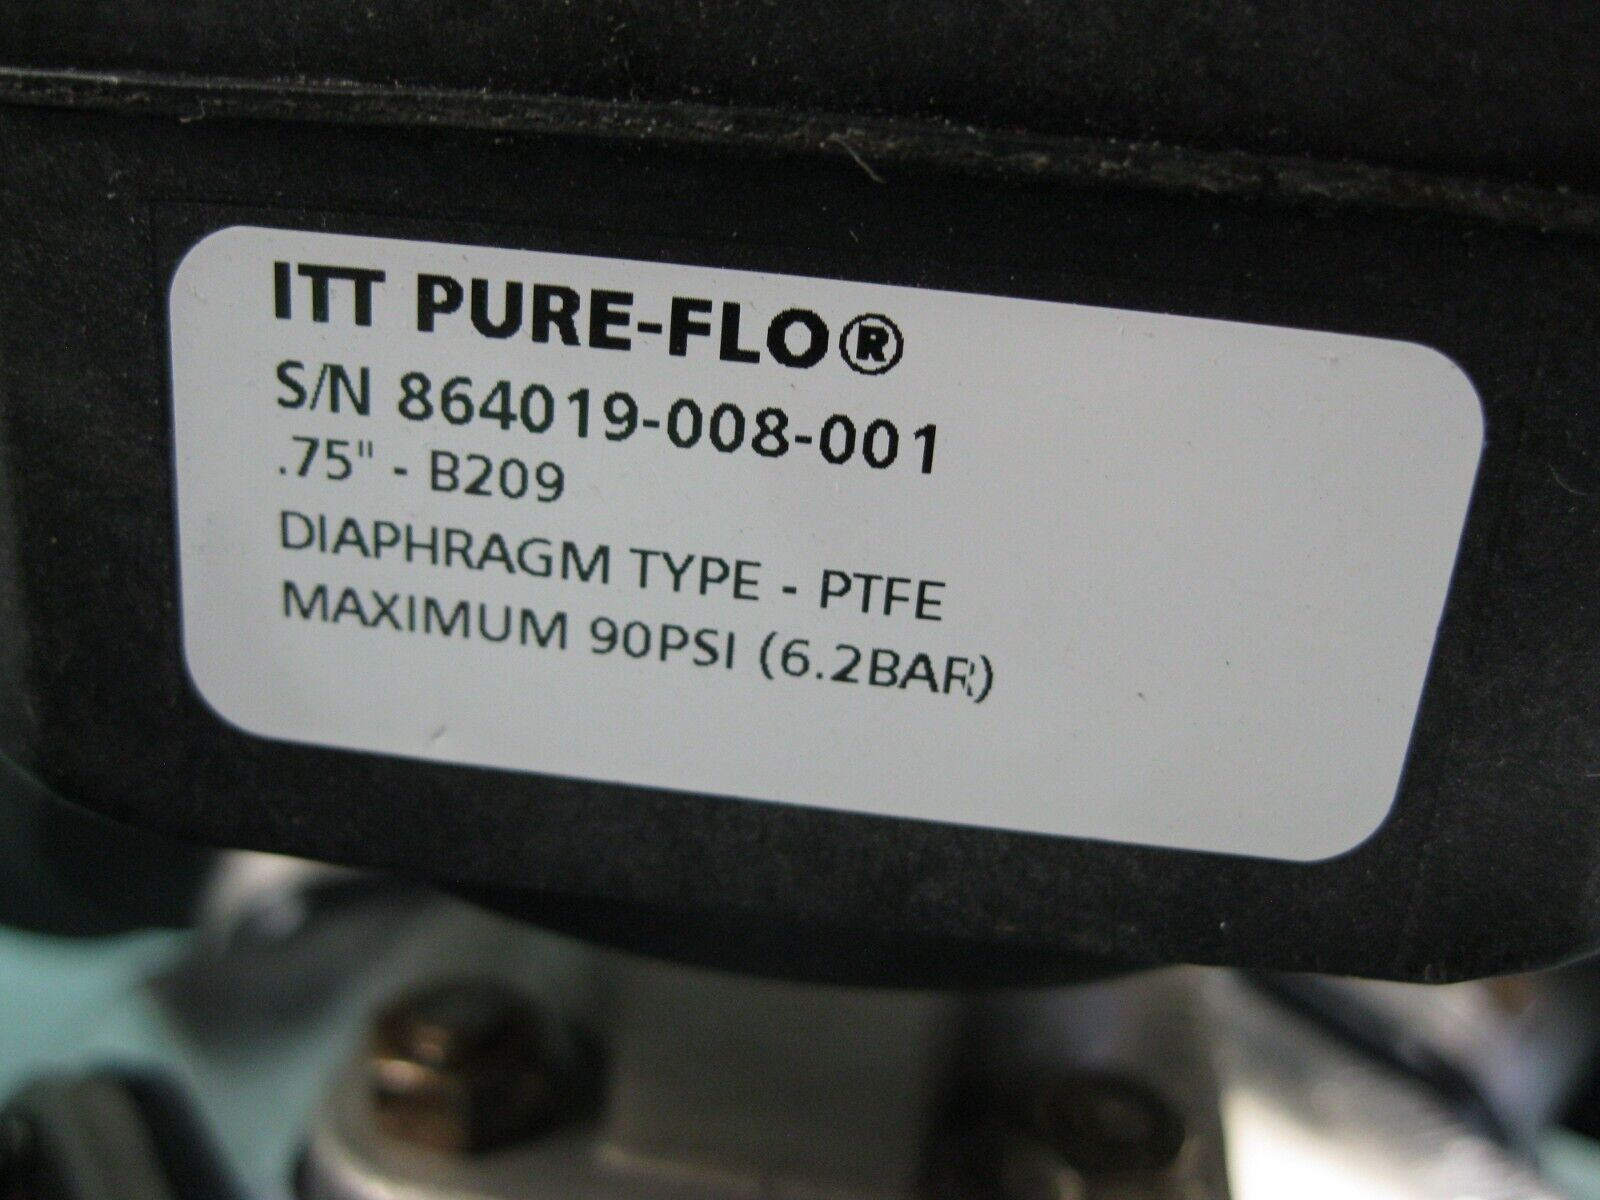 ITT PURE-FLO®
S/N 864019-008-001
.75" - B209
DIAPHRAGM TYPE - PTFE
MAXIMUM 90PSI (6.2BAR)